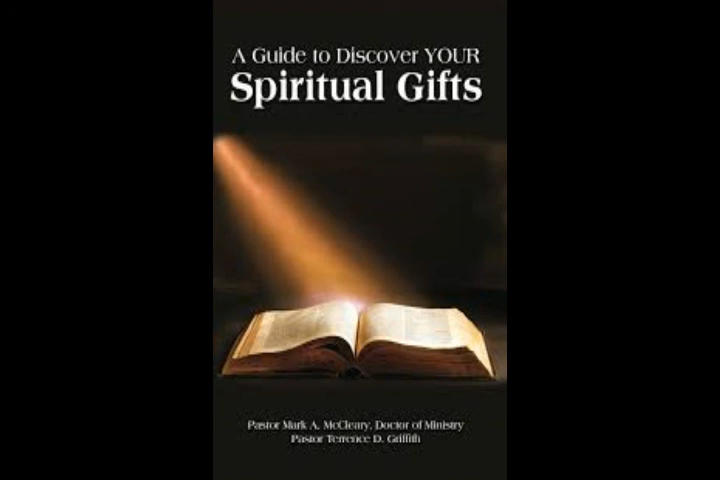 A Guide to Discover YOUR
Spiritual Gifts
Pastor Mark A. McCleary, Doctor of Ministry
Pastor Terrence D. Griffith